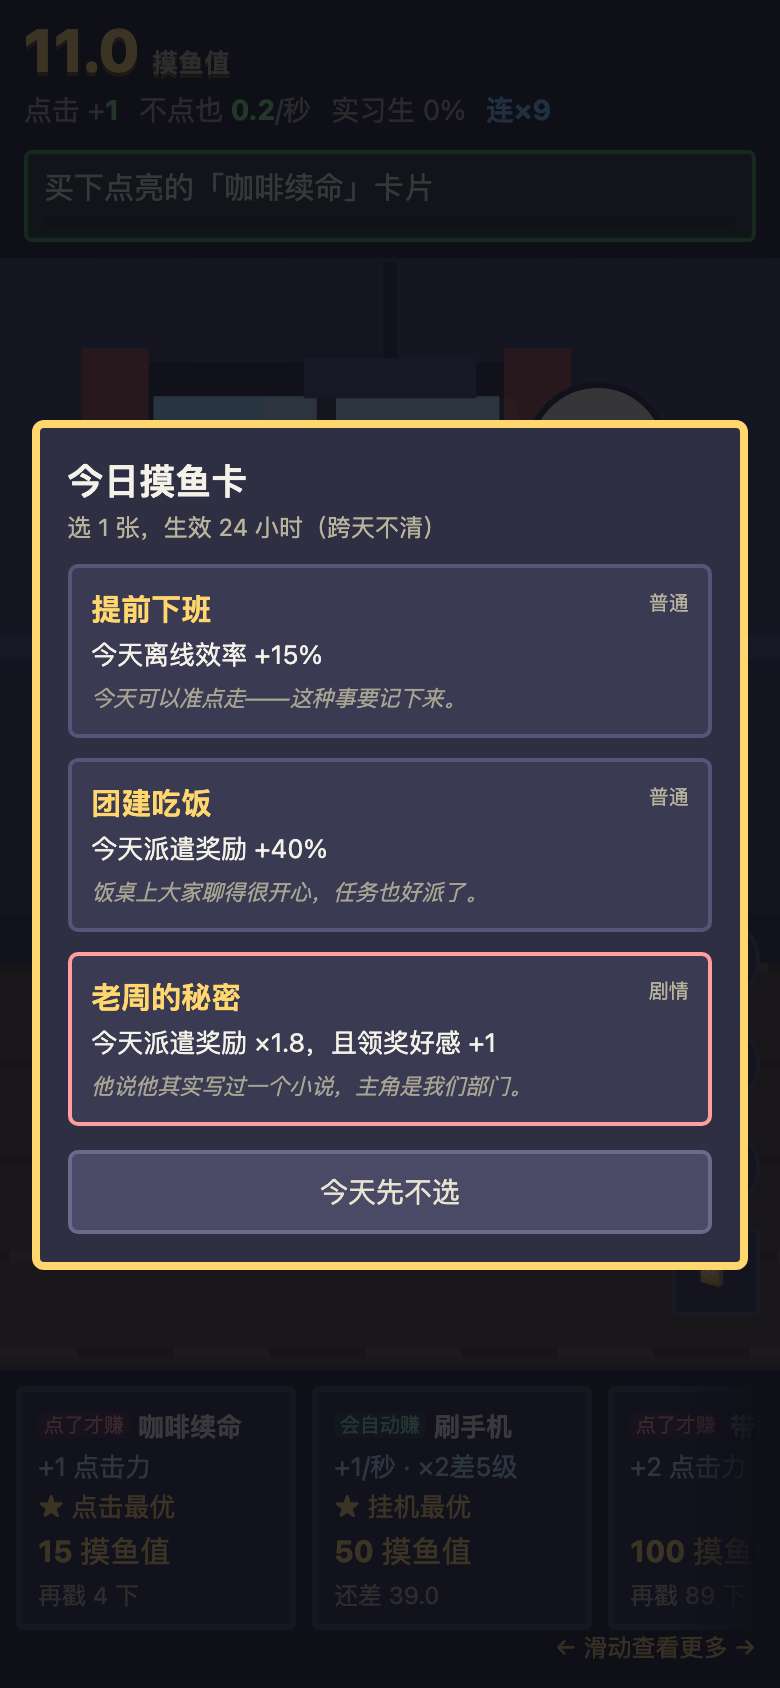 11.0 摸鱼值
点击 +1 不点也 0.2/秒 实习生 0% 连×9
买下点亮的「咖啡续命」卡片
今日摸鱼卡
选 1 张，生效 24 小时（跨天不清）
提前下班 普通
今天离线效率 +15%
今天可以准点走——这种事要记下来。
团建吃饭 普通
今天派遣奖励 +40%
饭桌上大家聊得很开心，任务也好派了。
老周的秘密 剧情
今天派遣奖励 ×1.8，且领奖好感 +1
他说他其实写过一个小说，主角是我们部门。
今天先不选
点了才赚 咖啡续命
+1 点击力
★ 点击最优
15 摸鱼值
再戳 4 下
会自动赚 刷手机
+1/秒 · ×2差5级
★ 挂机最优
50 摸鱼值
还差 39.0
点了才赚 带
+2 点击力
100 摸鱼
再戳 89 下
← 滑动查看更多 →